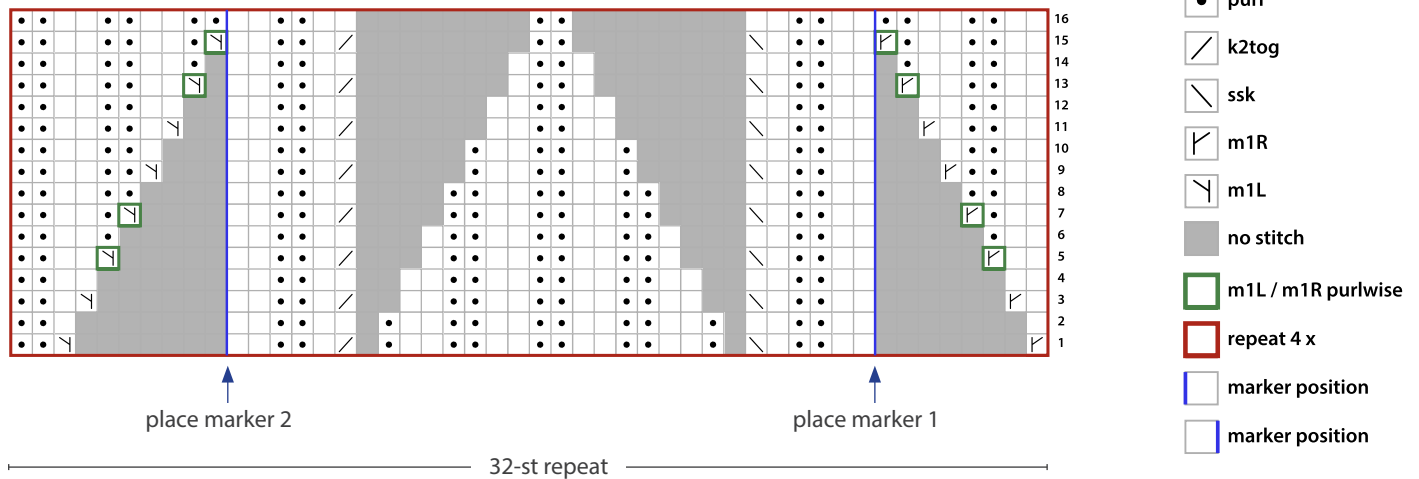 16
15
14
13
12
11
10
9
8
7
6
5
4
3
2
1
place marker 2
place marker 1
32-st repeat
purl
k2tog
ssk
m1R
m1L
no stitch
m1L / m1R purlwise
repeat 4 x
marker position
marker position